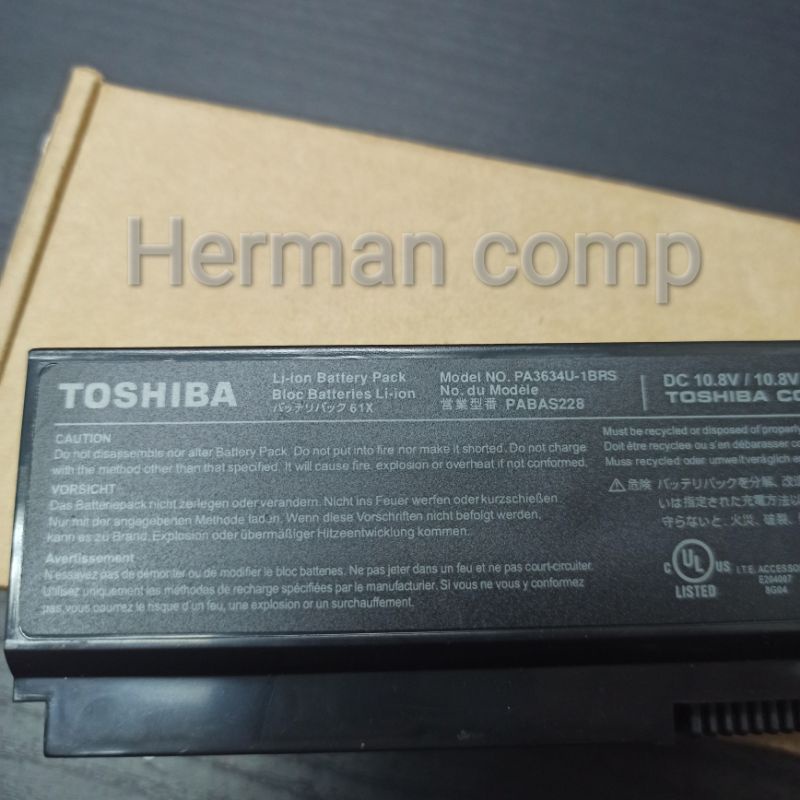 Herman comp
TOSHIBA
Li-ion Battery Pack
Bloc Batteries Li-ion
バッテリパック 61X
Model NO. PA3634U-1BRS
No. du Modèle
営業型番 PABAS228
DC 10.8V / 10.8V
TOSHIBA CO
CAUTION
Do not disassemble nor alter Battery Pack. Do not put into fire nor make it shorted. Do not charge
with the method other than that specified. It will cause fire, explosion or overheat if not conformed.
VORSICHT
Das Batteriepack nicht zerlegen oder verandern. Nicht ins Feuer werfen oder kurzschließen.
Nur mit der angegebenen Methode laden. Wenn diese Vorschriften nicht befolgt werden,
kann es zu Brand, Explosion oder übermäßiger Hitzeentwicklung kommen.
Avertissement
N'essayez pas de démonter ou de modifier le bloc batteries. Ne pas jeter dans un feu et ne pas court-circuiter.
Utilisez uniquement les méthodes de recharge spécifiées par le manufacturier. Si vous ne vous y conformez
pas vous courrez le risque d'un feu, une explosion or un surchauffement.
Must be recycled or disposed of properly
Doit être recyclée ou s'en débarasser
Muss recycled oder umweltverträglich
危険 バッテリパックを分解、改造
いは指定された充電方法以
守らないと、火災、破裂、
C UL US
LISTED
I.T.E. ACCESSO
E204087
8G04